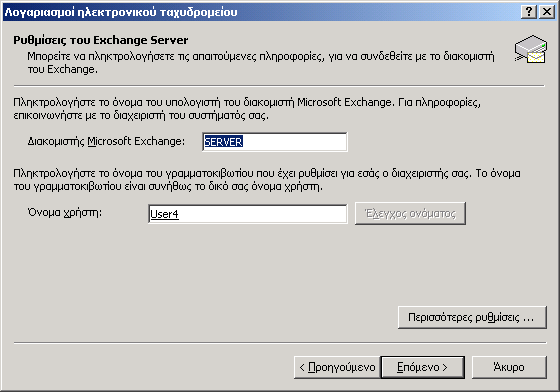 Λογαριασμοί ηλεκτρονικού ταχυδρομείου
Ρυθμίσεις του Exchange Server
Μπορείτε να πληκτρολογήσετε τις απαιτούμενες πληροφορίες, για να συνδεθείτε με το διακομιστή
του Exchange.
Πληκτρολογήστε το όνομα του υπολογιστή του διακομιστή Microsoft Exchange. Για πληροφορίες,
επικοινωνήστε με το διαχειριστή του συστήματός σας.
Διακομιστής Microsoft Exchange: SERVER
Πληκτρολογήστε το όνομα του γραμματοκιβωτίου που έχει ρυθμίσει για εσάς ο διαχειριστής σας. Το όνομα
του γραμματοκιβωτίου είναι συνήθως το δικό σας όνομα χρήστη.
Όνομα χρήστη: User4 Έλεγχος ονόματος
Περισσότερες ρυθμίσεις ...
< Προηγούμενο Επόμενο > Άκυρο